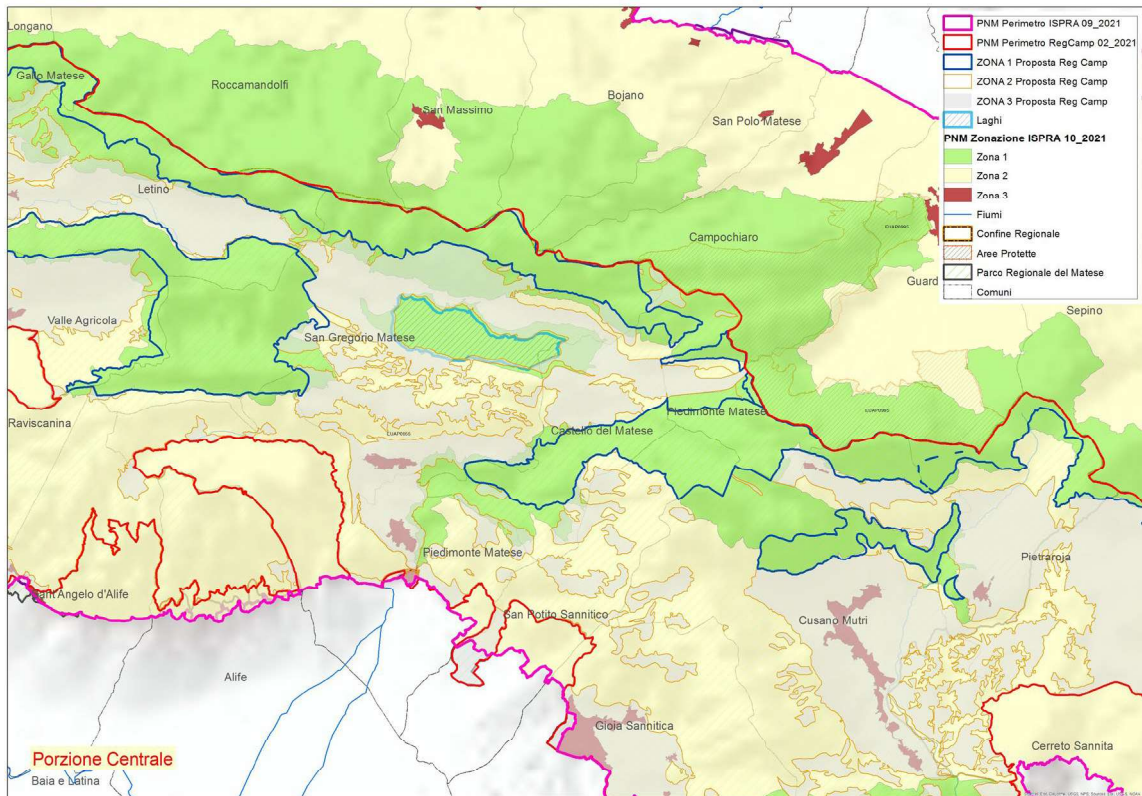 Longano
Gallo Matese
Roccamandolfi
San Massimo
Bojano
San Polo Matese
Letino
Campochiaro
CUAP0905
Guard
Sepino
Valle Agricola
San Gregorio Matese
Raviscanina
Piedimonte Matese
Castello del Matese
Piedimonte Matese
Sant'Angelo d'Alife
San Potito Sannitico
Cusano Mutri
Pietraroja
Alife
Gioia Sannitica
Cerreto Sannita
Porzione Centrale
Baia e Latina
PNM Perimetro ISPRA 09_2021
PNM Perimetro RegCamp 02_2021
ZONA 1 Proposta Reg Camp
ZONA 2 Proposta Reg Camp
ZONA 3 Proposta Reg Camp
Laghi
PNM Zonazione ISPRA 10_2021
Zona 1
Zona 2
Zona 3
Fiumi
Confine Regionale
Aree Protette
Parco Regionale del Matese
Comuni